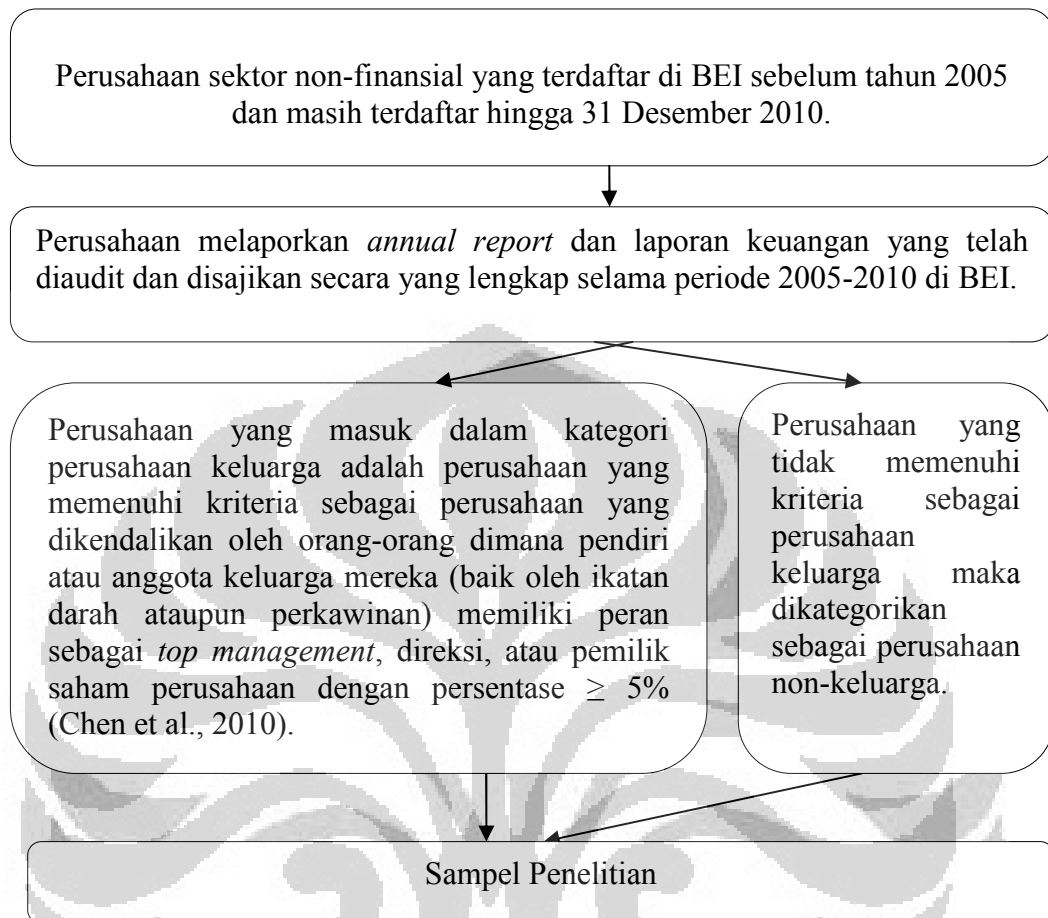 Perusahaan sektor non-finansial yang terdaftar di BEI sebelum tahun 2005
dan masih terdaftar hingga 31 Desember 2010.
Perusahaan melaporkan annual report dan laporan keuangan yang telah
diaudit dan disajikan secara yang lengkap selama periode 2005-2010 di BEI.
Perusahaan yang masuk dalam kategori
perusahaan keluarga adalah perusahaan yang
memenuhi kriteria sebagai perusahaan yang
dikendalikan oleh orang-orang dimana pendiri
atau anggota keluarga mereka (baik oleh ikatan
darah ataupun perkawinan) memiliki peran
sebagai top management, direksi, atau pemilik
saham perusahaan dengan persentase ≥ 5%
(Chen et al., 2010).
Perusahaan yang
tidak memenuhi
kriteria sebagai
perusahaan
keluarga maka
dikategorikan
sebagai perusahaan
non-keluarga.
Sampel Penelitian